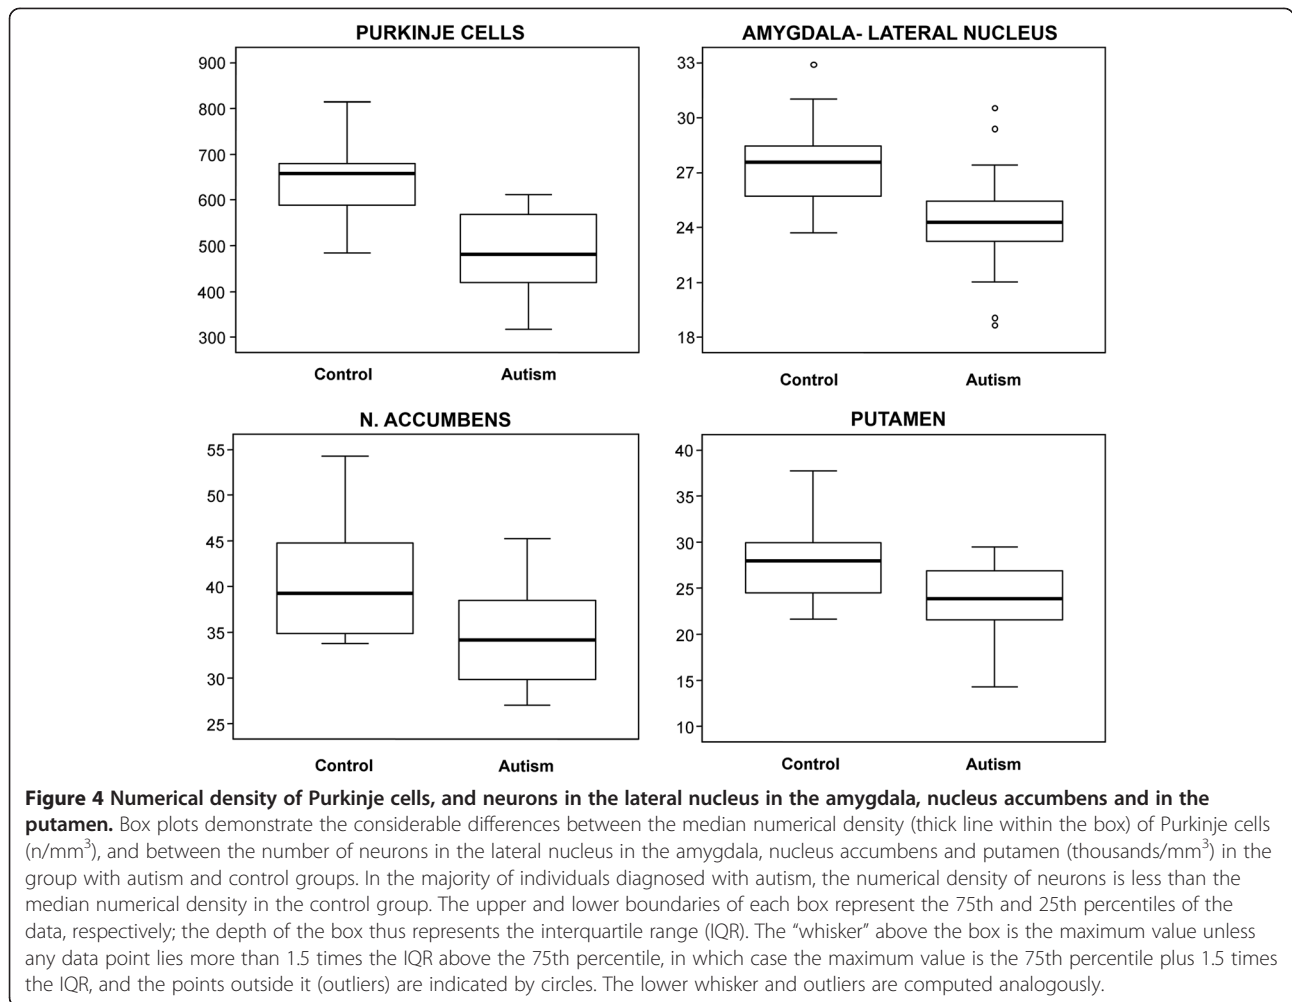 PURKINJE CELLS
900
800
700
600
500
400
300
Control Autism
AMYGDALA- LATERAL NUCLEUS
33
30
27
24
21
18
Control Autism
N. ACCUMBENS
55
50
45
40
35
30
25
Control Autism
PUTAMEN
40
35
30
25
20
15
10
Control Autism
Figure 4 Numerical density of Purkinje cells, and neurons in the lateral nucleus in the amygdala, nucleus accumbens and in the
putamen. Box plots demonstrate the considerable differences between the median numerical density (thick line within the box) of Purkinje cells
(n/mm³), and between the number of neurons in the lateral nucleus in the amygdala, nucleus accumbens and putamen (thousands/mm³) in the
group with autism and control groups. In the majority of individuals diagnosed with autism, the numerical density of neurons is less than the
median numerical density in the control group. The upper and lower boundaries of each box represent the 75th and 25th percentiles of the
data, respectively; the depth of the box thus represents the interquartile range (IQR). The “whisker” above the box is the maximum value unless
any data point lies more than 1.5 times the IQR above the 75th percentile, in which case the maximum value is the 75th percentile plus 1.5 times
the IQR, and the points outside it (outliers) are indicated by circles. The lower whisker and outliers are computed analogously.